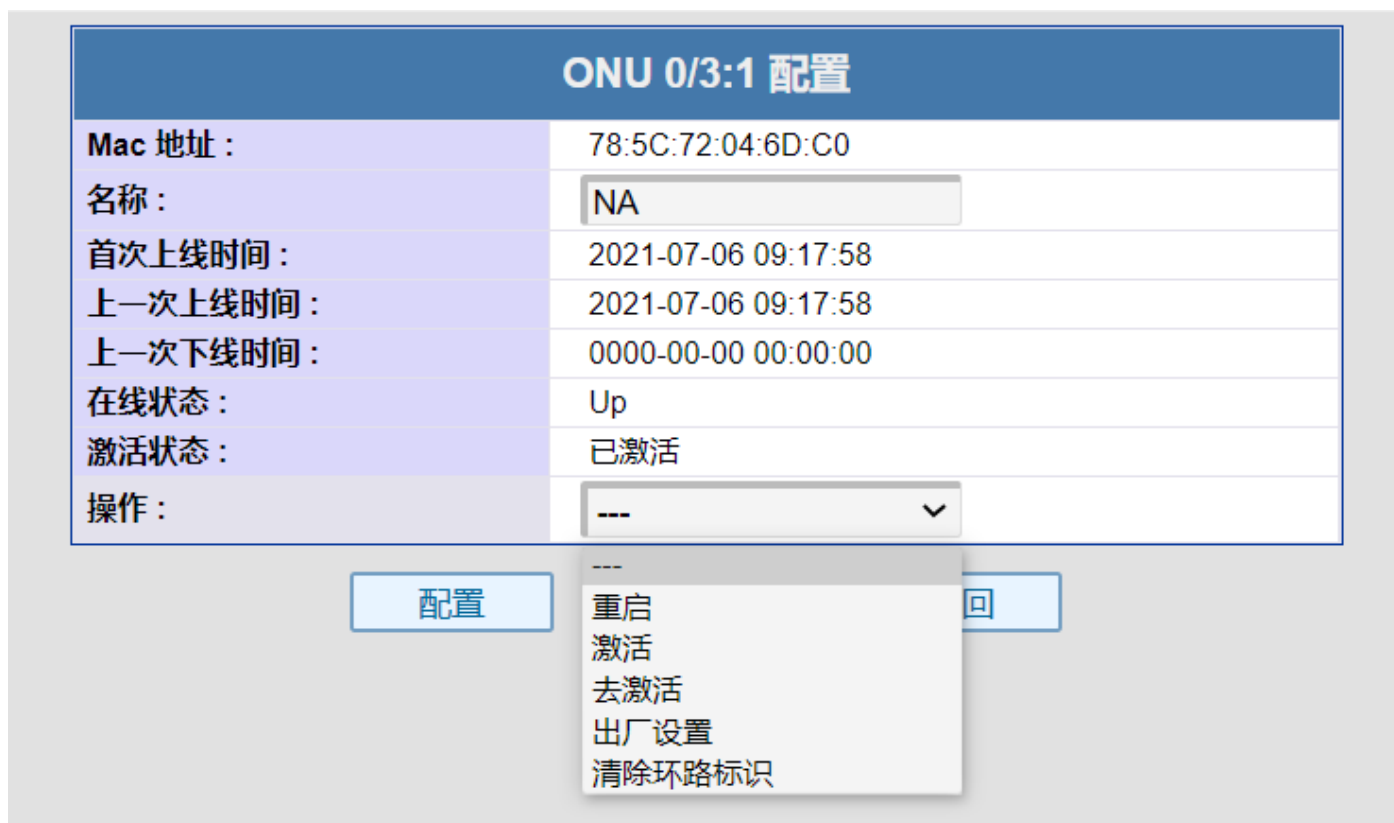 ONU 0/3:1 配置
Mac 地址： 78:5C:72:04:6D:C0
名称： NA
首次上线时间： 2021-07-06 09:17:58
上一次上线时间： 2021-07-06 09:17:58
上一次下线时间： 0000-00-00 00:00:00
在线状态： Up
激活状态： 已激活
操作： ---
---
配置 重启 回
激活
去激活
出厂设置
清除环路标识